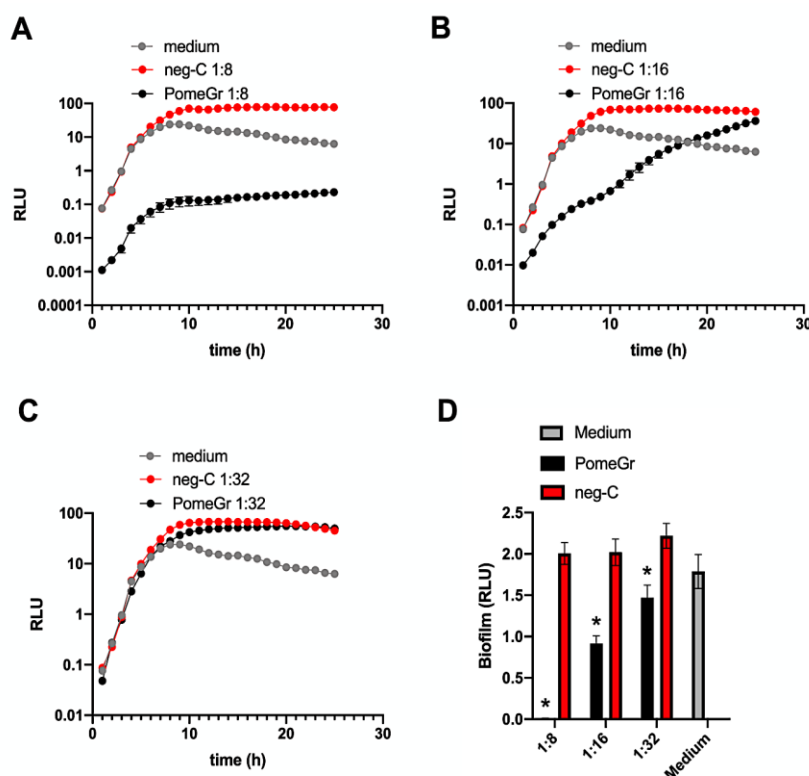 A
medium
neg-C 1:8
PomeGr 1:8
RLU
100
10
1
0.1
0.01
0.001
0.0001
0 10 20 30
time (h)
B
medium
neg-C 1:16
PomeGr 1:16
RLU
100
10
1
0.1
0.01
0.001
0 10 20 30
time (h)
C
medium
neg-C 1:32
PomeGr 1:32
RLU
100
10
1
0.1
0.01
0 10 20 30
time (h)
D
Medium
PomeGr
neg-C
Biofilm (RLU)
2.5
2.0
1.5
1.0
0.5
0.0
* * *
1:8 1:16 1:32 Medium